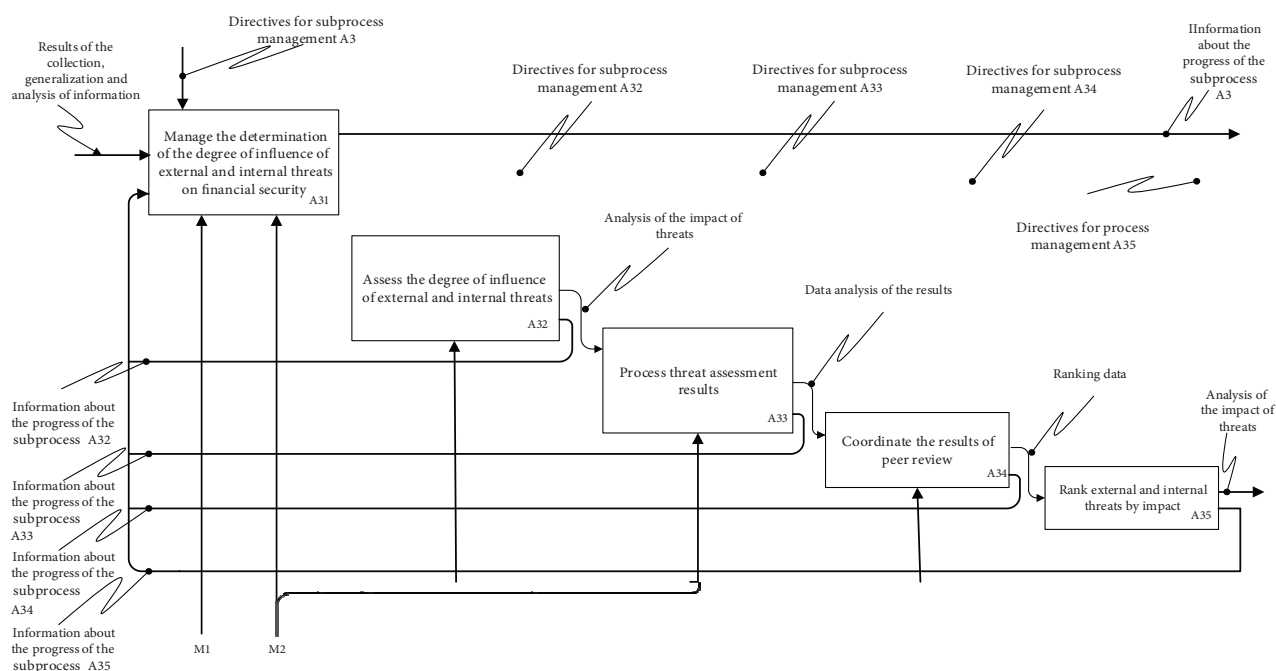 Directives for subprocess
management A3
Results of the
collection,
generalization and
analysis of information
IInformation
about the
progress of the
subprocess
A3
Directives for subprocess
management A32
Directives for subprocess
management A33
Directives for subprocess
management A34
Manage the determination
of the degree of influence of
external and internal threats
on financial security
A31
Directives for process
management A35
Analysis of the impact of
threats
Assess the degree of influence
of external and internal threats
A32
Data analysis of the results
Process threat assessment
results
A33
Ranking data
Analysis
of the
impact of
threats
Coordinate the results of
peer review
A34
Rank external and internal
threats by impact
A35
Information about
the progress of the
subprocess A32
Information about
the progress of the
subprocess
A33
Information about
the progress of the
subprocess
A34
Information about
the progress of the
subprocess A35
M1
M2